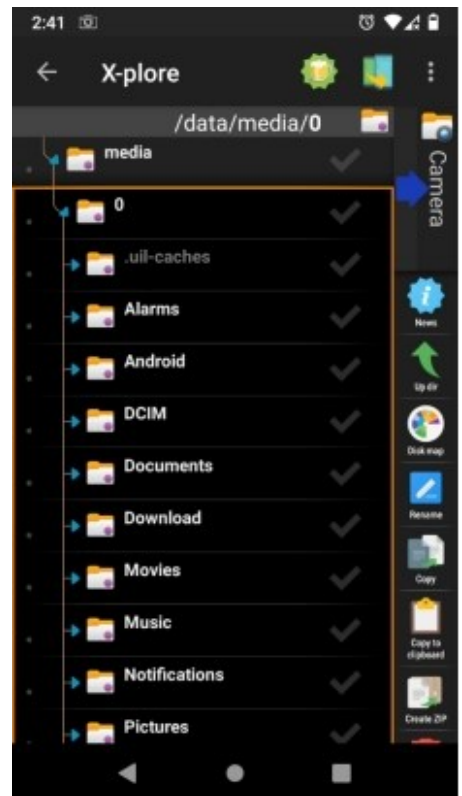 2:41
X-plore
/data/media/0
media
0
.uil-caches
Alarms
Android
DCIM
Documents
Download
Movies
Music
Notifications
Pictures
Camera
News
Up dir
Disk map
Rename
Copy
Copy to
clipboard
Create ZIP